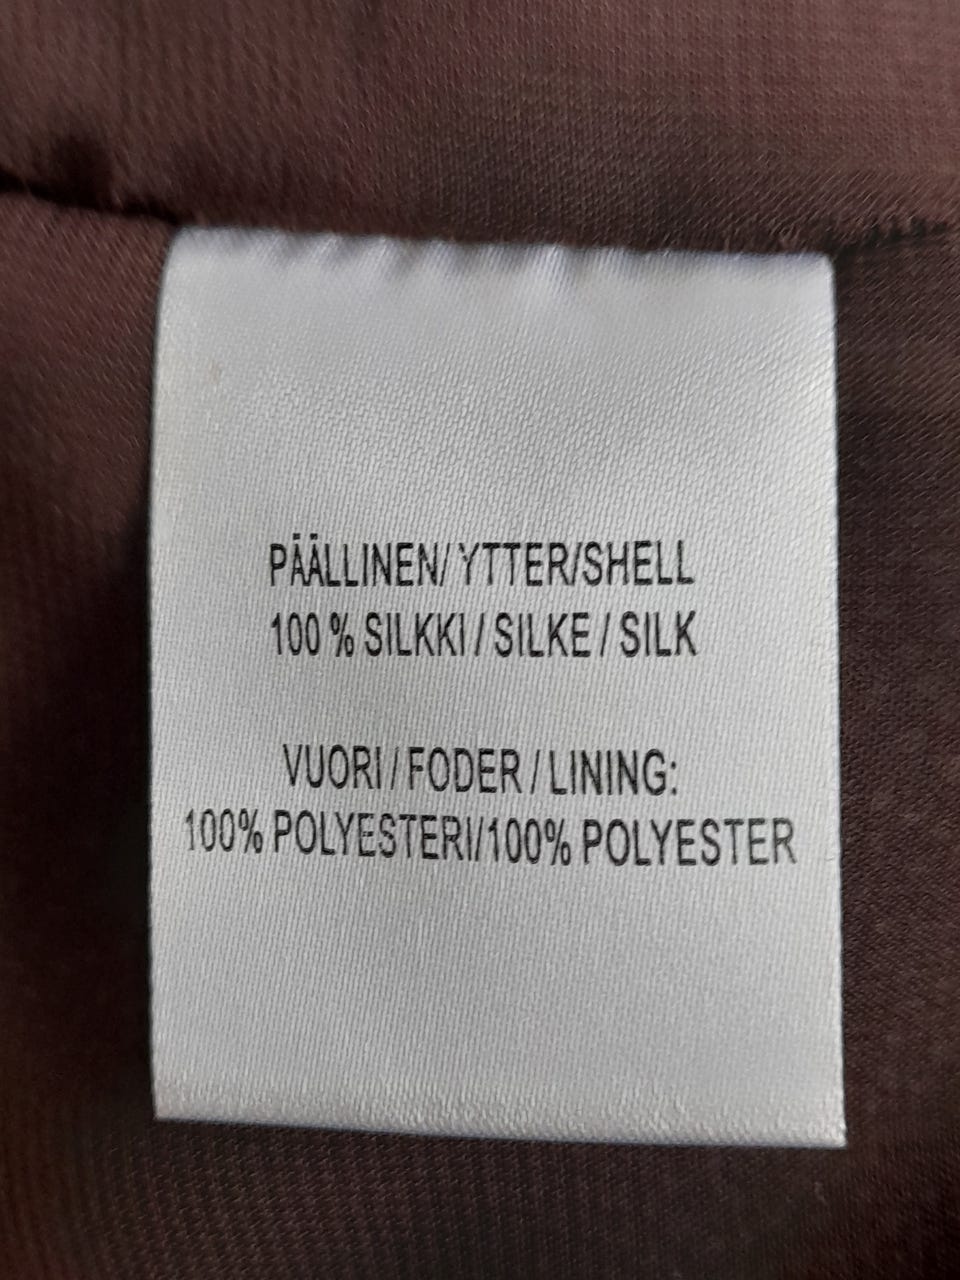 PÄÄLLINEN/ YTTER/SHELL
100 % SILKKI / SILKE / SILK
VUORI / FODER / LINING:
100% POLYESTERI/100% POLYESTER